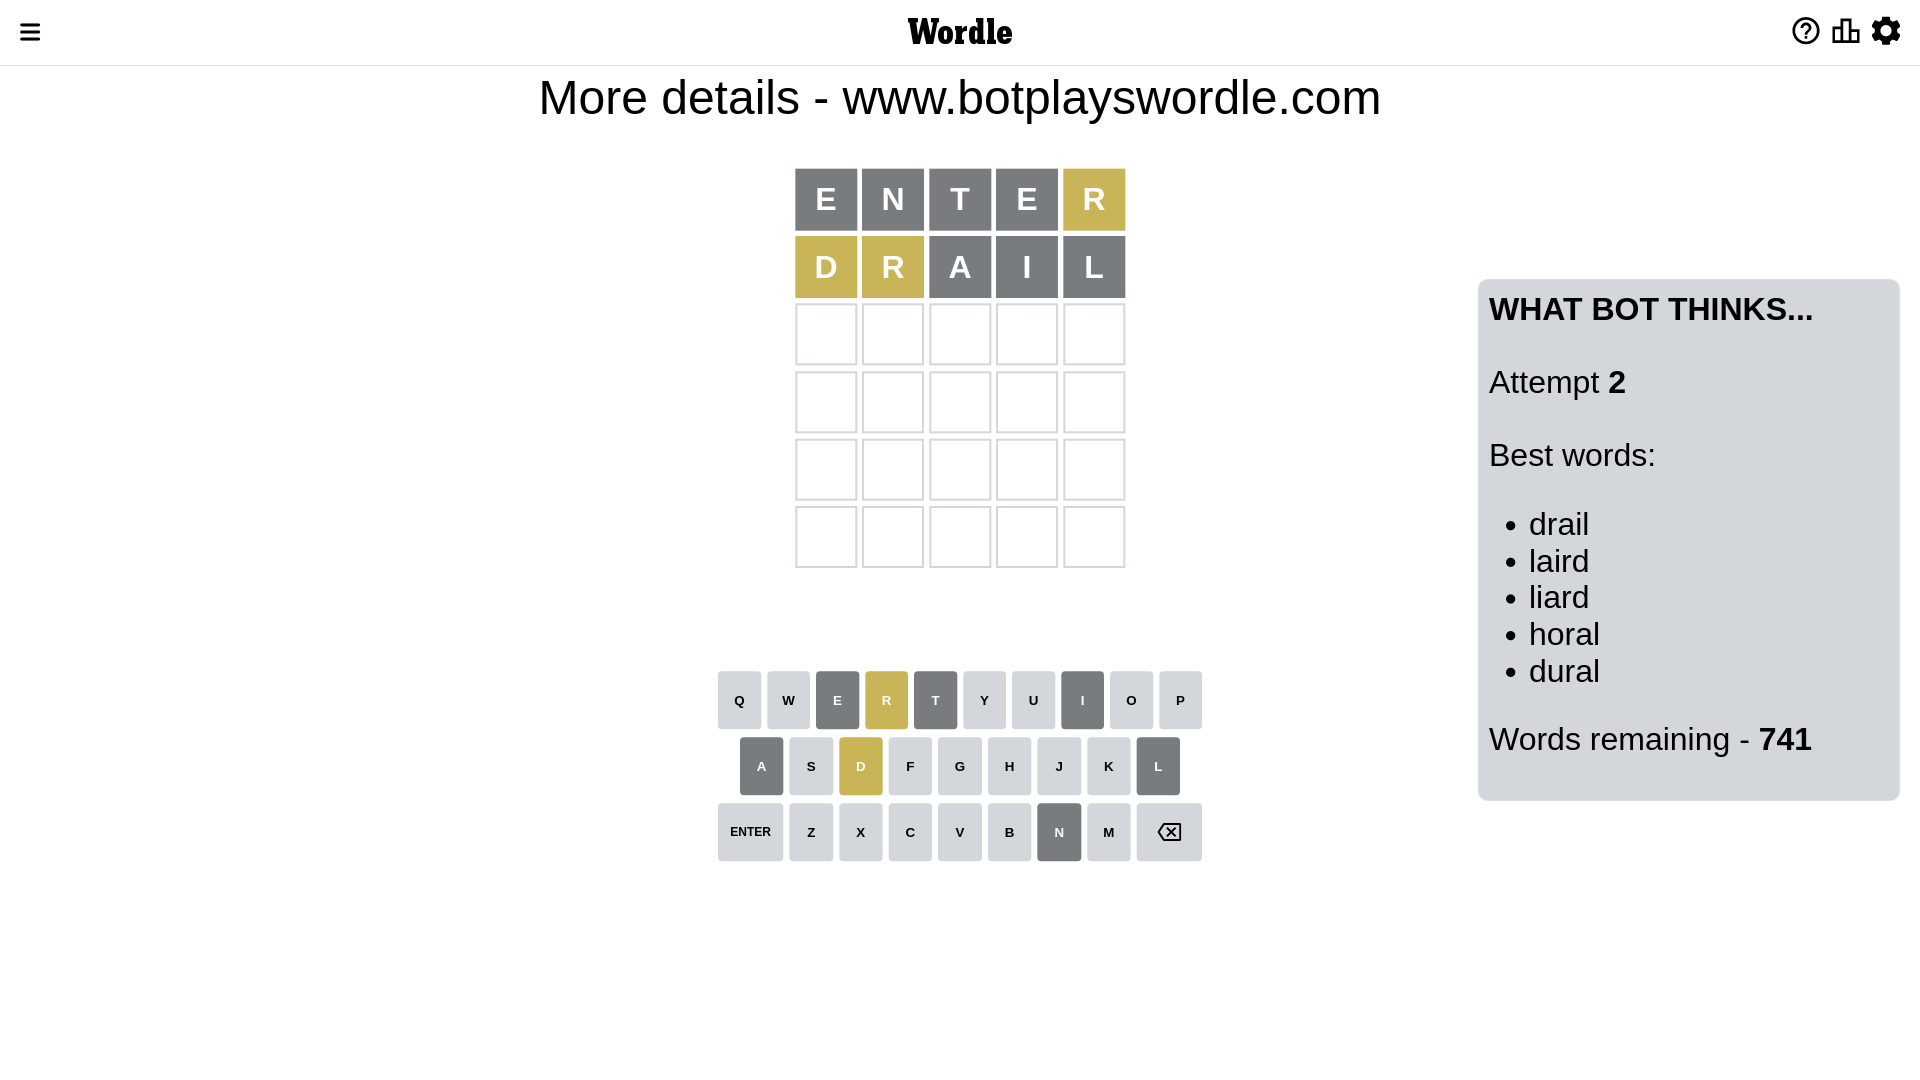 Wordle
More details - www.botplayswordle.com
E N T E R
D R A I L
WHAT BOT THINKS...
Attempt 2
Best words:
• drail
• laird
• liard
• horal
• dural
Words remaining - 741
Q W E R T Y U I O P
A S D F G H J K L
ENTER Z X C V B N M